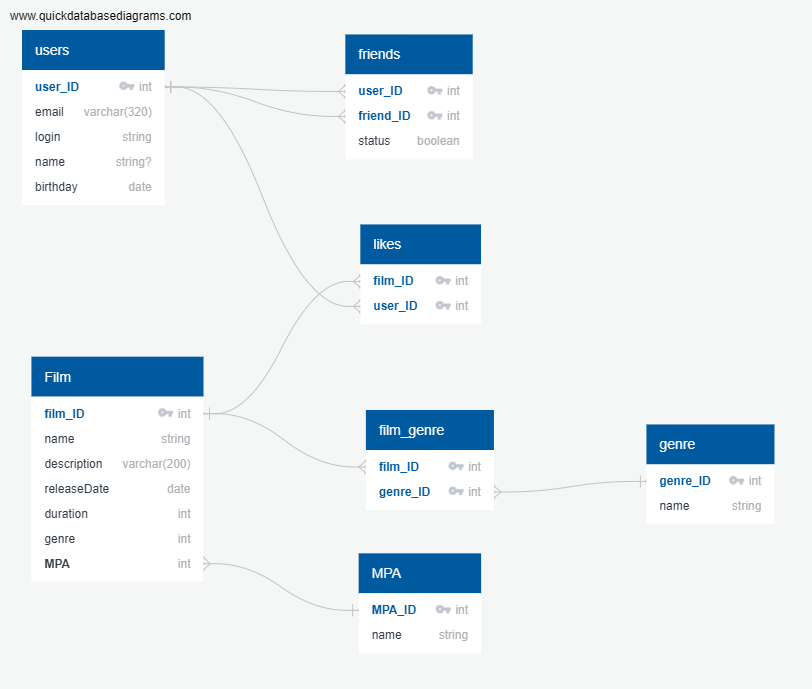 www.quickdatabasediagrams.com
users
user_ID int
email varchar(320)
login string
name string?
birthday date
friends
user_ID int
friend_ID int
status boolean
likes
film_ID int
user_ID int
Film
film_ID int
name string
description varchar(200)
releaseDate date
duration int
genre int
MPA int
film_genre
film_ID int
genre_ID int
genre
genre_ID int
name string
MPA
MPA_ID int
name string